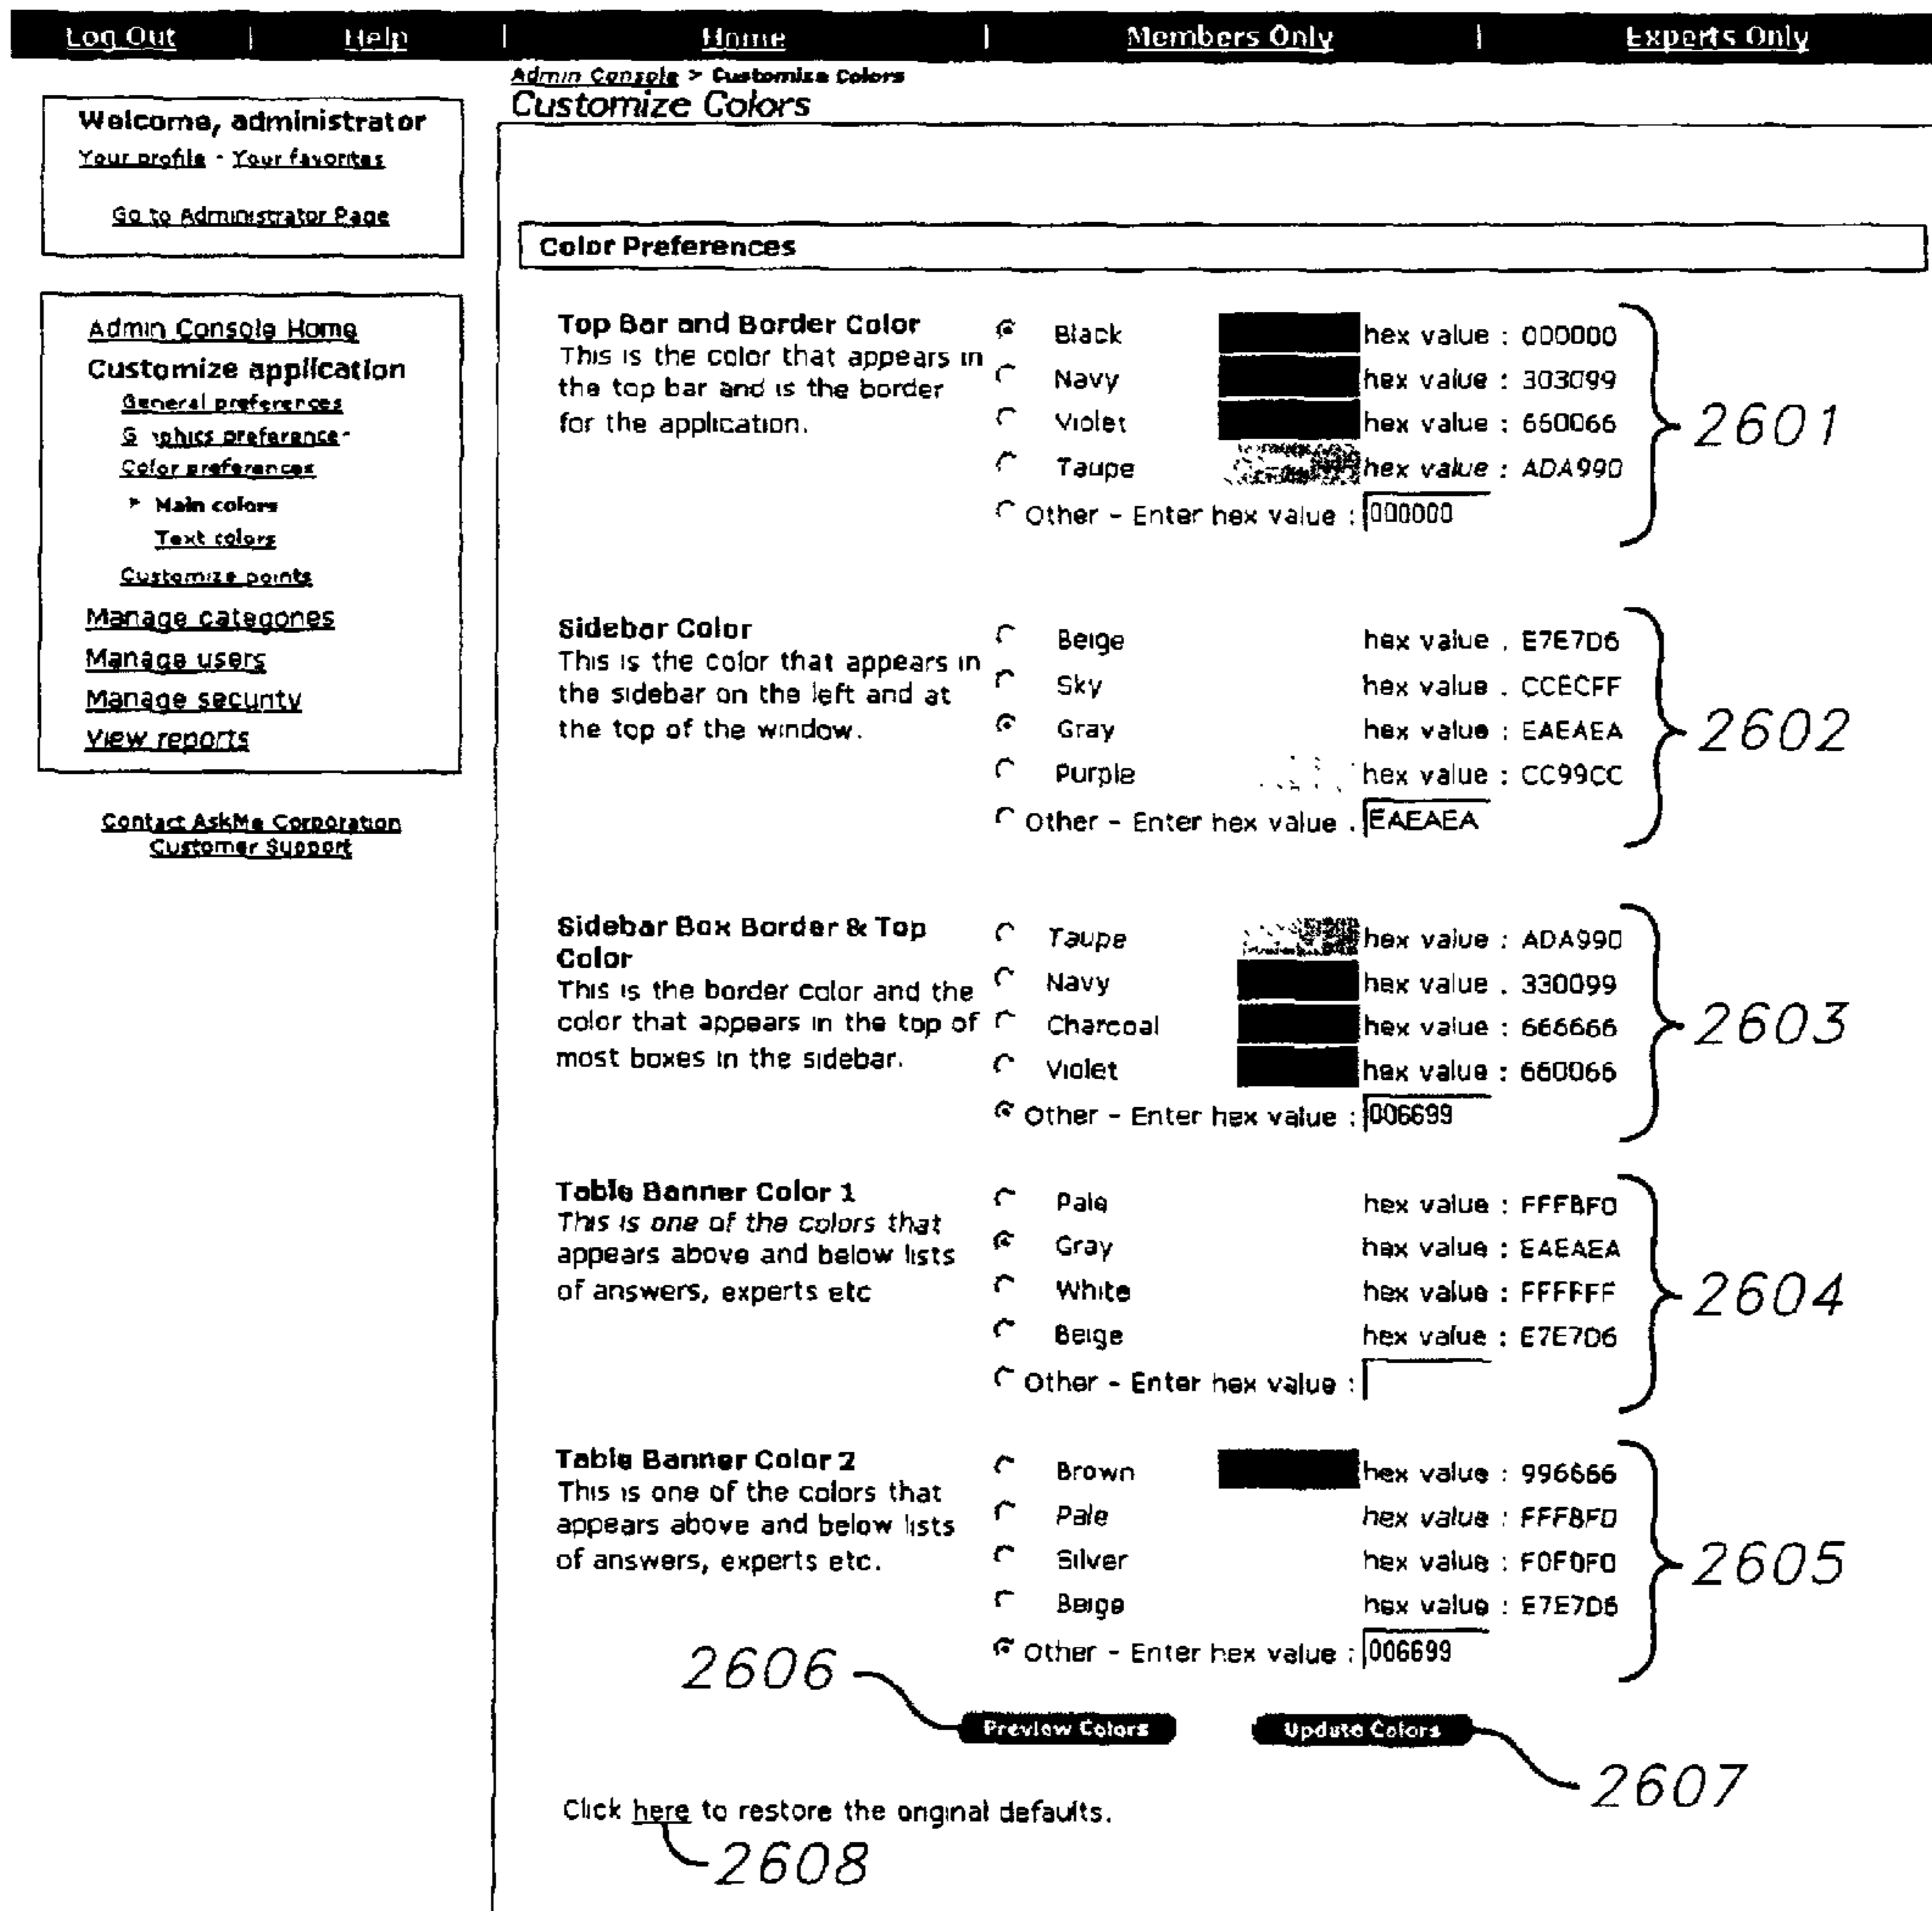 Log Out | Help | Home | Members Only | Experts Only
Admin Console > Customize Colors
Customize Colors
Welcome, administrator
Your profile - Your favorites
Go to Administrator Page
Admin Console Home
Customize application
General preferences
Color preferences
Main colors
Text colors
Customize points
Manage categories
Manage users
Manage security
View reports
Contact AskMe Corporation
Customer Support
Color Preferences
Top Bar and Border Color
This is the color that appears in
the top bar and is the border
for the application.
Black hex value : 000000
Navy hex value : 303099
Violet hex value : 660066
Taupe hex value : ADA990
Other - Enter hex value : 000000
2601
Sidebar Color
This is the color that appears in
the sidebar on the left and at
the top of the window.
Beige hex value . E7E7D6
Sky hex value . CCECFF
Gray hex value : EAEAEA
Purple hex value : CC99CC
Other - Enter hex value . EAEAEA
2602
Sidebar Box Border & Top
Color
This is the border color and the
color that appears in the top of
most boxes in the sidebar.
Taupe hex value : ADA990
Navy hex value . 330099
Charcoal hex value : 666666
Violet hex value : 660066
Other - Enter hex value : 006699
2603
Table Banner Color 1
This is one of the colors that
appears above and below lists
of answers, experts etc
Pale hex value : FFFBF0
Gray hex value : EAEAEA
White hex value : FFFFFF
Beige hex value : E7E7D6
Other - Enter hex value :
2604
Table Banner Color 2
This is one of the colors that
appears above and below lists
of answers, experts etc.
Brown hex value : 996666
Pale hex value : FFFBF0
Silver hex value : F0F0F0
Beige hex value : E7E7D6
Other - Enter hex value : 006699
2605
2606
Preview Colors Update Colors
2607
Click here to restore the original defaults.
2608